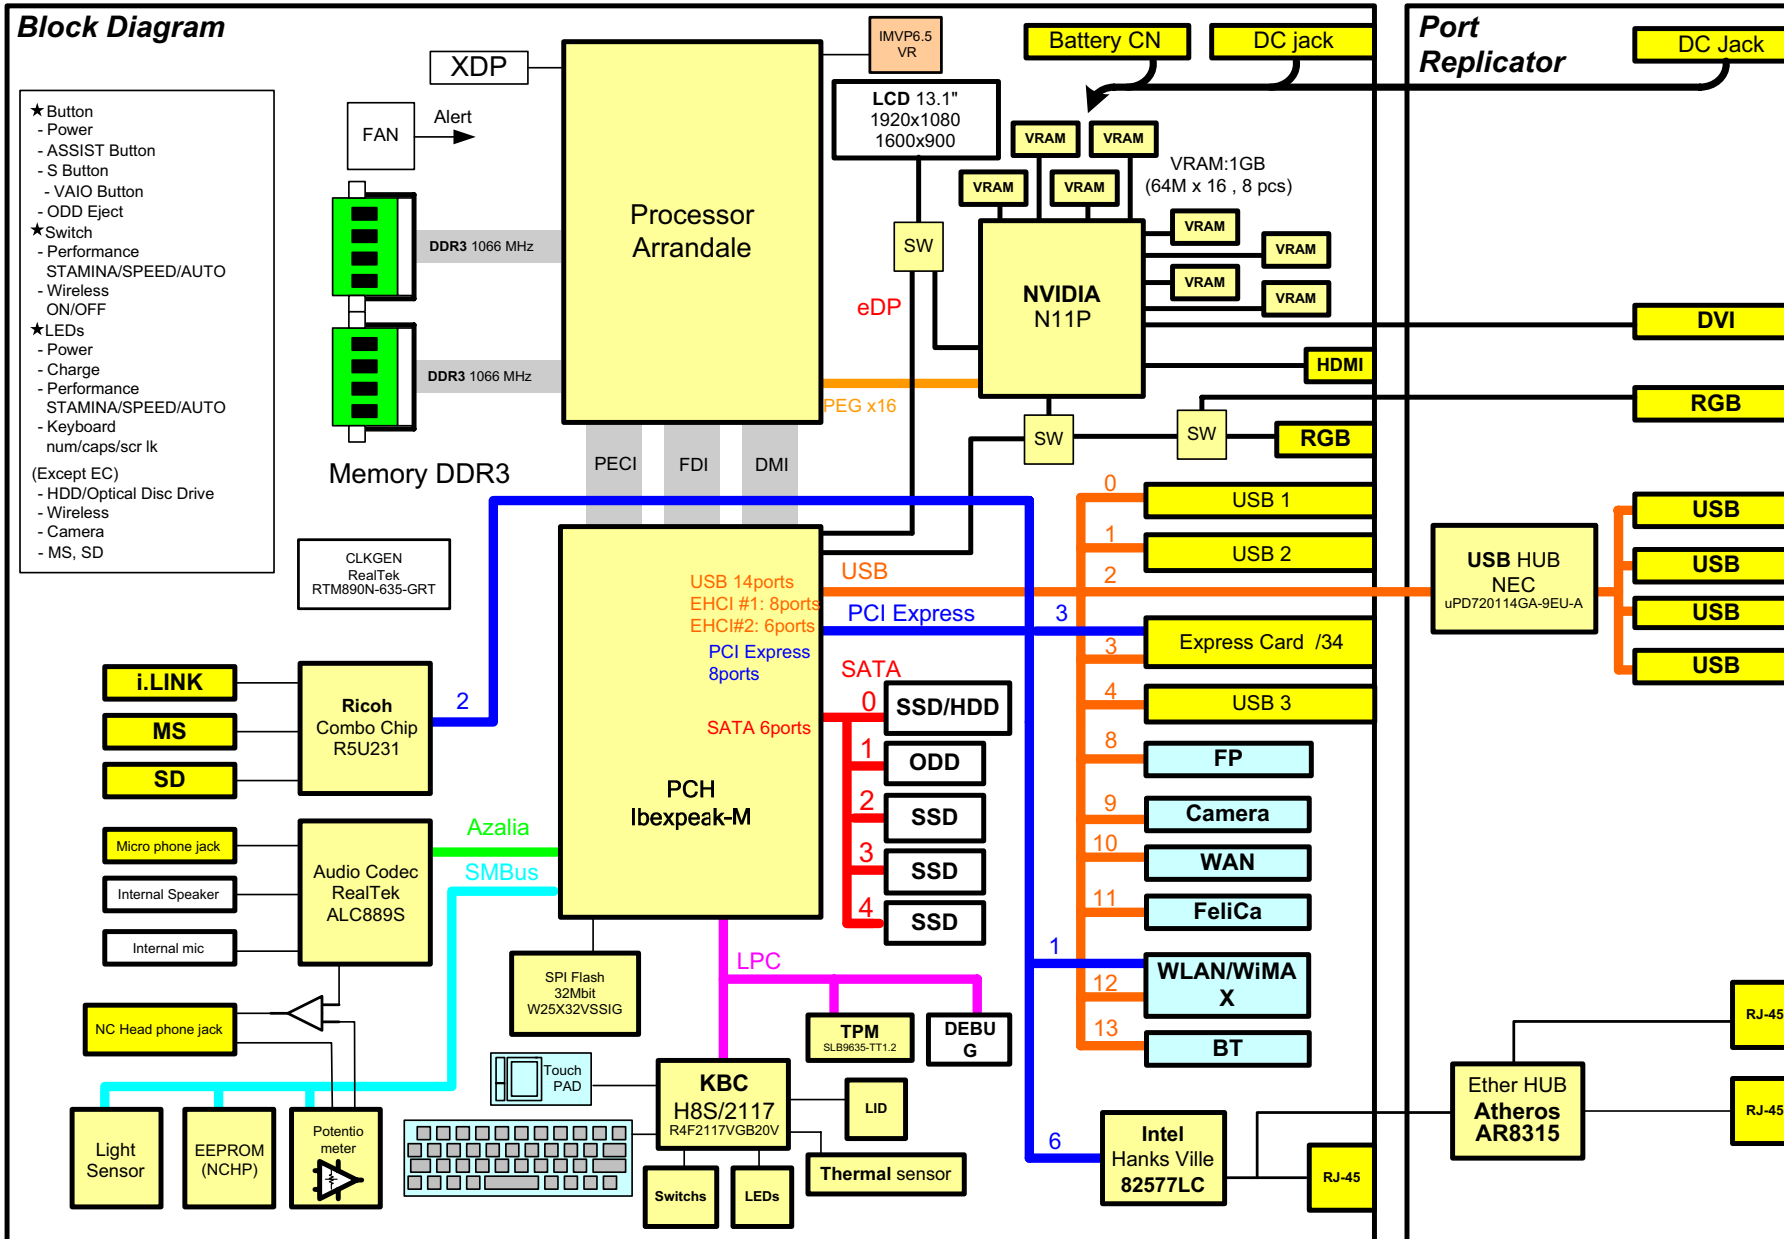 Block Diagram
Port
Replicator
XDP
IMVP6.5
VR
Battery CN
DC jack
DC Jack
★Button
- Power
- ASSIST Button
- S Button
- VAIO Button
- ODD Eject
★Switch
- Performance
STAMINA/SPEED/AUTO
- Wireless
ON/OFF
★LEDs
- Power
- Charge
- Performance
STAMINA/SPEED/AUTO
- Keyboard
num/caps/scr lk
(Except EC)
- HDD/Optical Disc Drive
- Wireless
- Camera
- MS, SD
FAN
Alert
DDR3 1066 MHz
DDR3 1066 MHz
Memory DDR3
Processor
Arrandale
LCD 13.1"
1920x1080
1600x900
SW
eDP
VRAM
VRAM
VRAM
VRAM
VRAM:1GB
(64M x 16 , 8 pcs)
VRAM
VRAM
VRAM
VRAM
NVIDIA
N11P
PEG x16
DVI
HDMI
RGB
SW
SW
RGB
PECI
FDI
DMI
CLKGEN
RealTek
RTM890N-635-GRT
USB 14ports
EHCI #1: 8ports
EHCI#2: 6ports
PCI Express
8ports
SATA 6ports
PCH
Ibexpeak-M
USB
PCI Express
3
SATA
0
SSD/HDD
1
ODD
2
SSD
3
SSD
4
SSD
0
USB 1
1
USB 2
2
3
Express Card /34
4
USB 3
8
FP
9
Camera
10
WAN
11
FeliCa
1
12
WLAN/WiMA
X
13
BT
USB HUB
NEC
uPD720114GA-9EU-A
USB
USB
USB
USB
i.LINK
MS
SD
Ricoh
Combo Chip
R5U231
2
Azalia
SMBus
Micro phone jack
Internal Speaker
Internal mic
Audio Codec
RealTek
ALC889S
NC Head phone jack
SPI Flash
32Mbit
W25X32VSSIG
LPC
TPM
SLB9635-TT1.2
DEBU
G
Touch
PAD
KBC
H8S/2117
R4F2117VGB20V
LID
Thermal sensor
Switchs
LEDs
Light
Sensor
EEPROM
(NCHP)
Potentio
meter
6
Intel
Hanks Ville
82577LC
RJ-45
Ether HUB
Atheros
AR8315
RJ-45
RJ-45